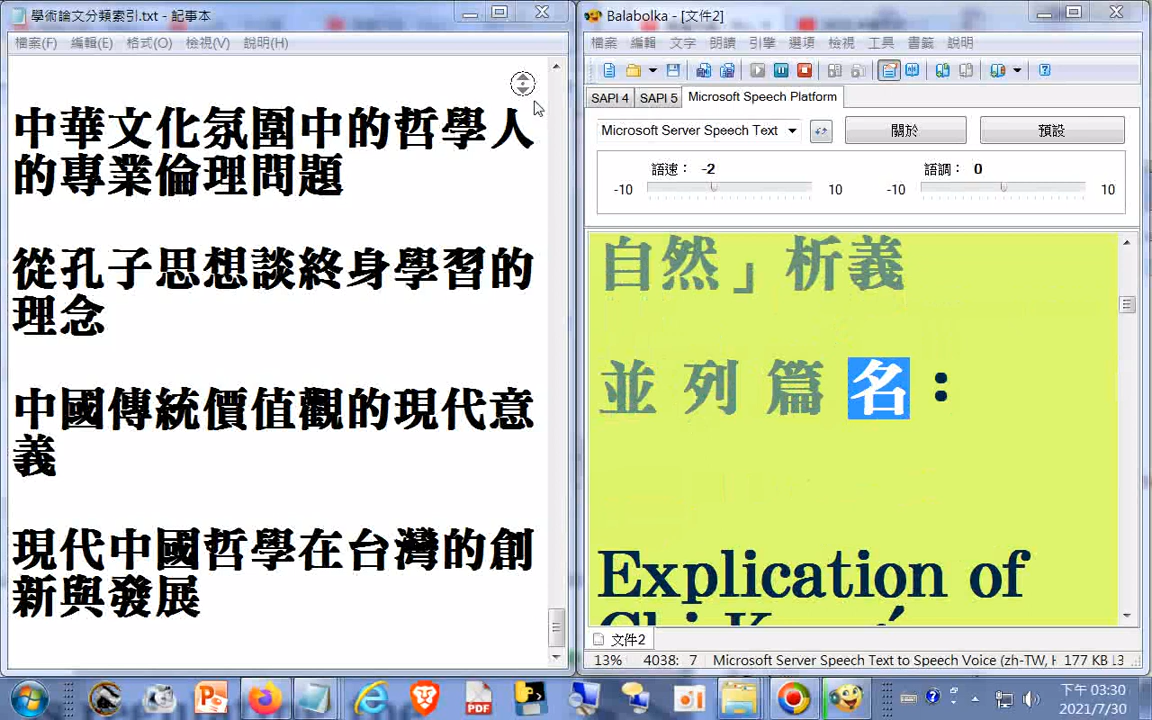 學術論文分類索引.txt - 記事本
檔案(F) 編輯(E) 格式(O) 檢視(V) 說明(H)
中華文化氛圍中的哲學人
的專業倫理問題
從孔子思想談終身學習的
理念
中國傳統價值觀的現代意
義
現代中國哲學在台灣的創
新與發展
Balabolka - [文件2]
檔案 編輯 文字 朗讀 引擎 選項 檢視 工具 書籤 說明
SAPI 4 SAPI 5 Microsoft Speech Platform
Microsoft Server Speech Text 關於 預設
語速： -2 語調： 0
-10 10 -10 10
自然」析義
並列篇名：
Explication of
文件2
13% 4038: 7 Microsoft Server Speech Text to Speech Voice (zh-TW, 177 KB
下午 03:30
2021/7/30